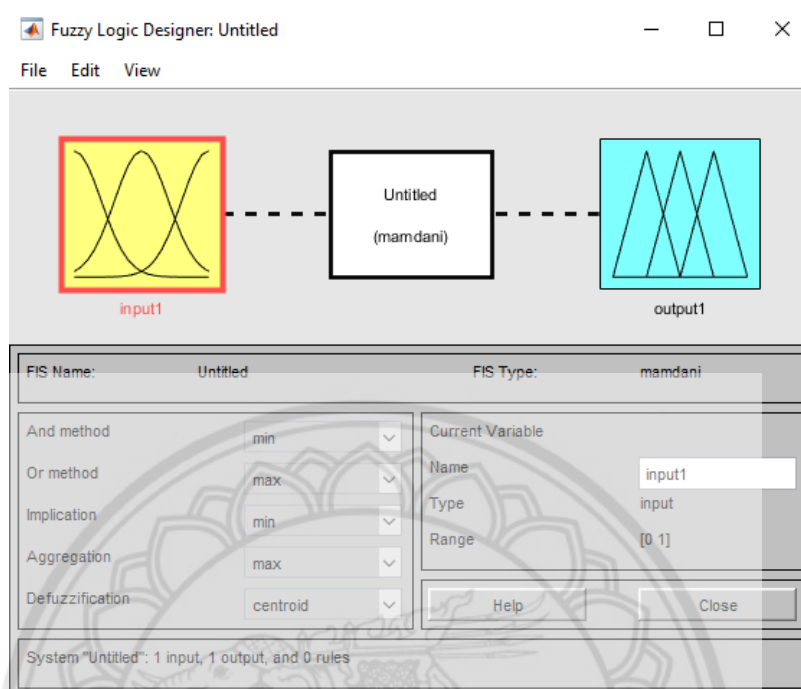 Fuzzy Logic Designer: Untitled
File Edit View
Untitled
(mamdani)
input1
output1
FIS Name: Untitled FIS Type: mamdani
And method min
Or method max
Implication min
Aggregation max
Defuzzification centroid
Current Variable
Name input1
Type input
Range [0 1]
Help Close
System "Untitled": 1 input, 1 output, and 0 rules